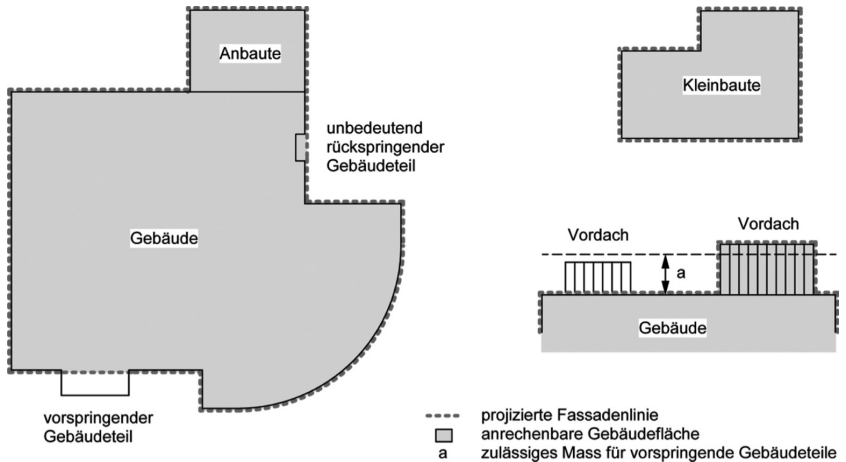 Anbaute
unbedeutend
rückspringender
Gebäudeteil
Gebäude
vorspringender
Gebäudeteil
Kleinbaute
Vordach
Vordach
a
Gebäude
projizierte Fassadenlinie
anrechenbare Gebäudefläche
a zulässiges Mass für vorspringende Gebäudeteile